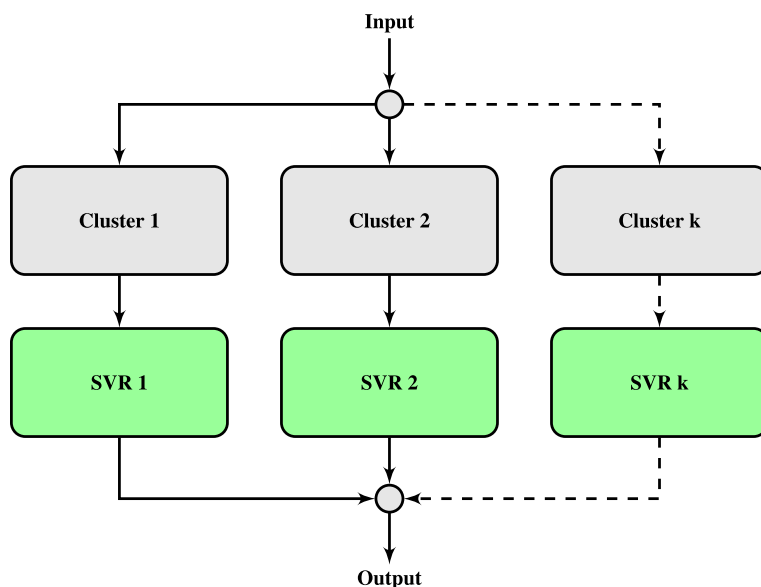 Input
Cluster 1
Cluster 2
Cluster k
SVR 1
SVR 2
SVR k
Output